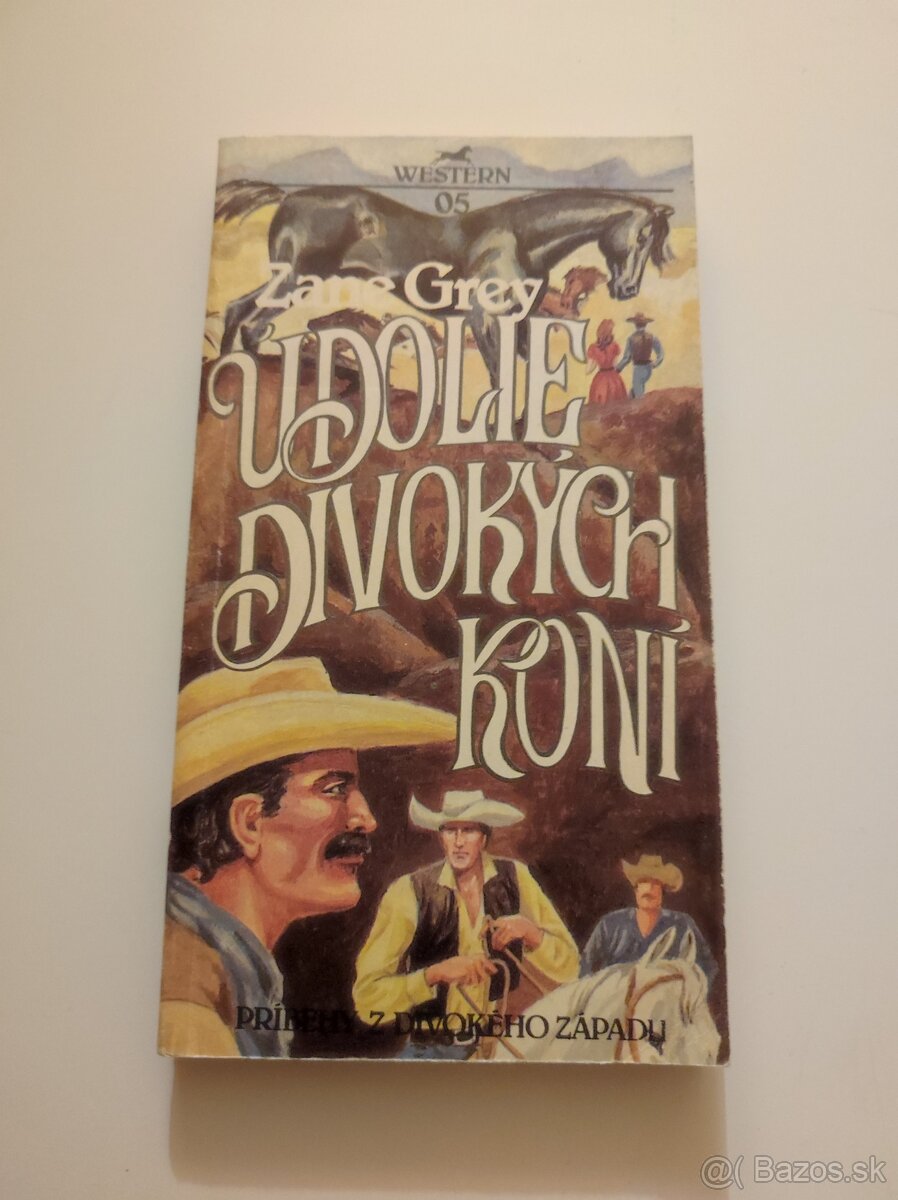 WESTERN
05
Zane Grey
ÚDOLIE
DIVOKÝCH
KONÍ
PRÍBEHY Z DIVOKÉHO ZÁPADU
@( Bazos.sk